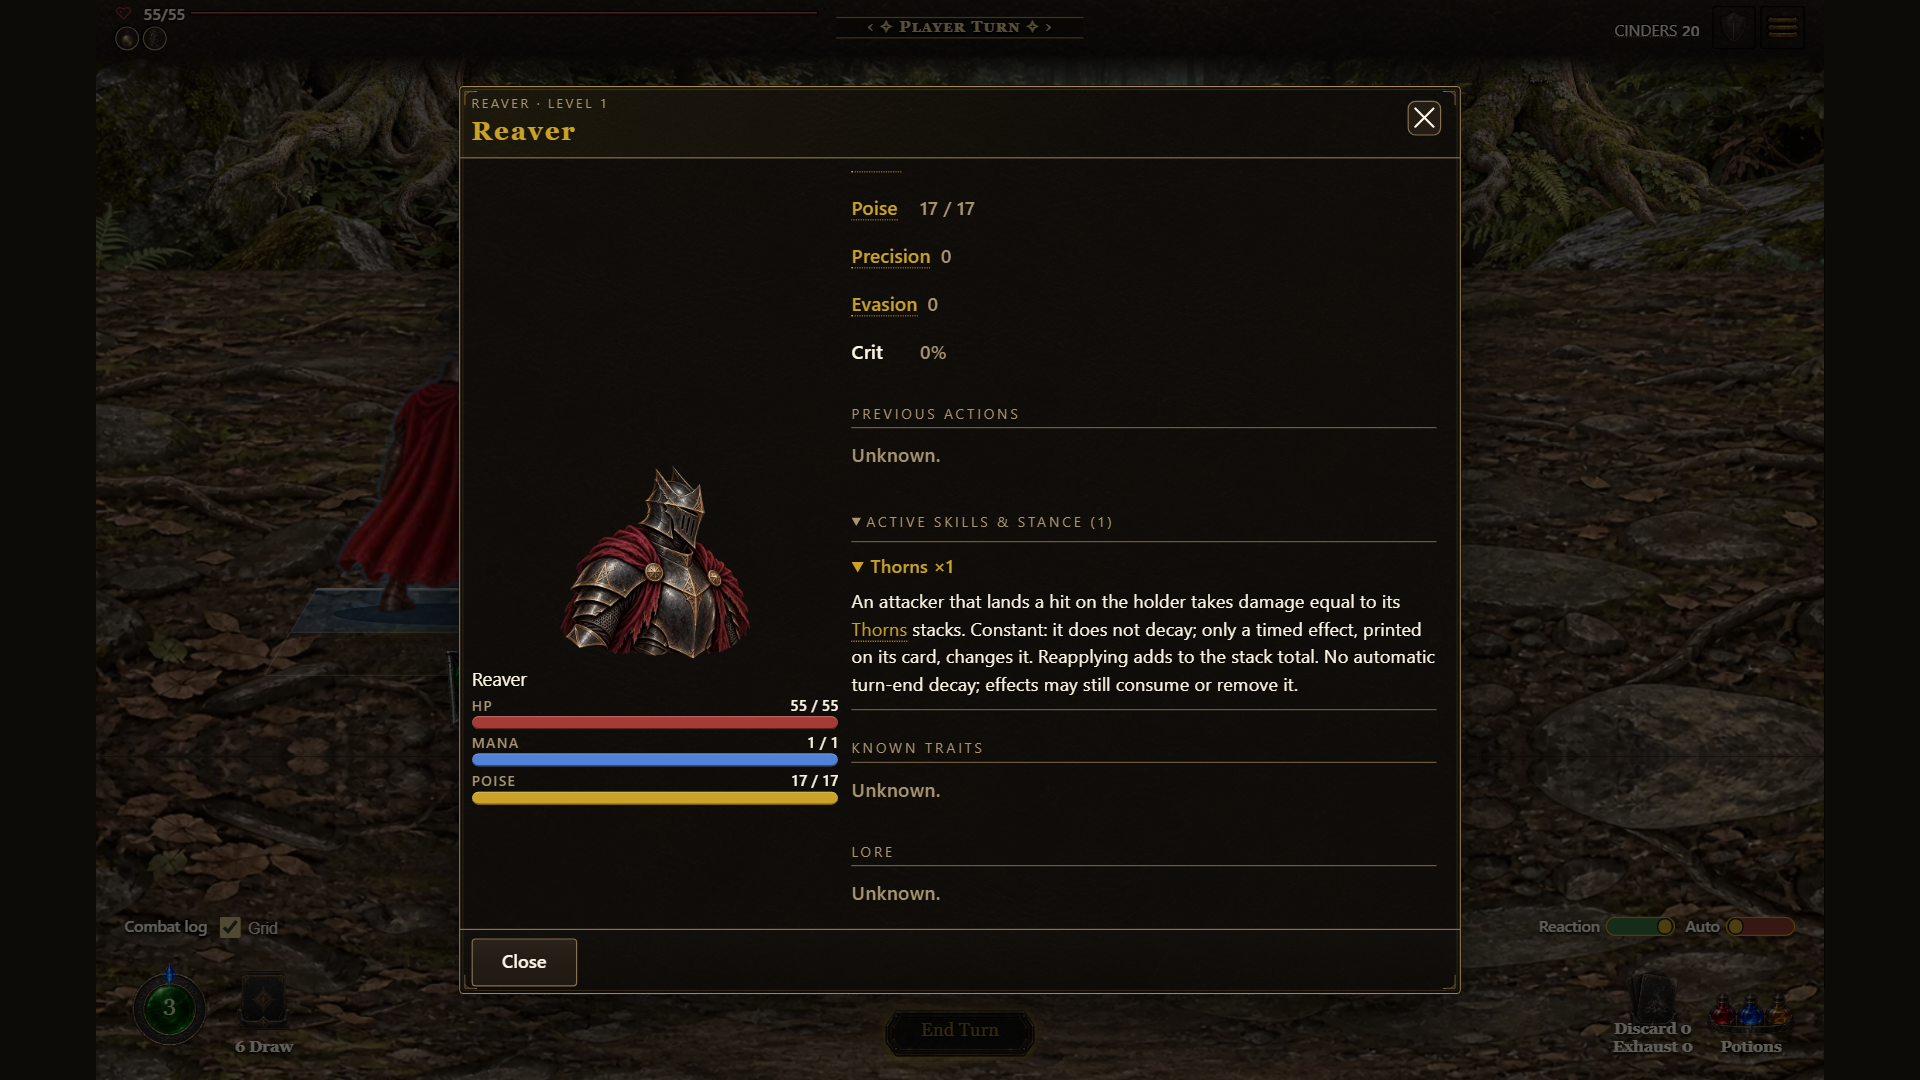 55/55
‹ ✧ PLAYER TURN ✧ ›
CINDERS 20
REAVER · LEVEL 1
Reaver
Poise 17 / 17
Precision 0
Evasion 0
Crit 0%
PREVIOUS ACTIONS
Unknown.
▼ ACTIVE SKILLS & STANCE (1)
▼ Thorns ×1
An attacker that lands a hit on the holder takes damage equal to its
Thorns stacks. Constant: it does not decay; only a timed effect, printed
on its card, changes it. Reapplying adds to the stack total. No automatic
turn-end decay; effects may still consume or remove it.
KNOWN TRAITS
Unknown.
LORE
Unknown.
Reaver
HP 55 / 55
MANA 1 / 1
POISE 17 / 17
Close
Combat log Grid
3
6 Draw
End Turn
Reaction Auto
Discard 0
Exhaust 0
Potions